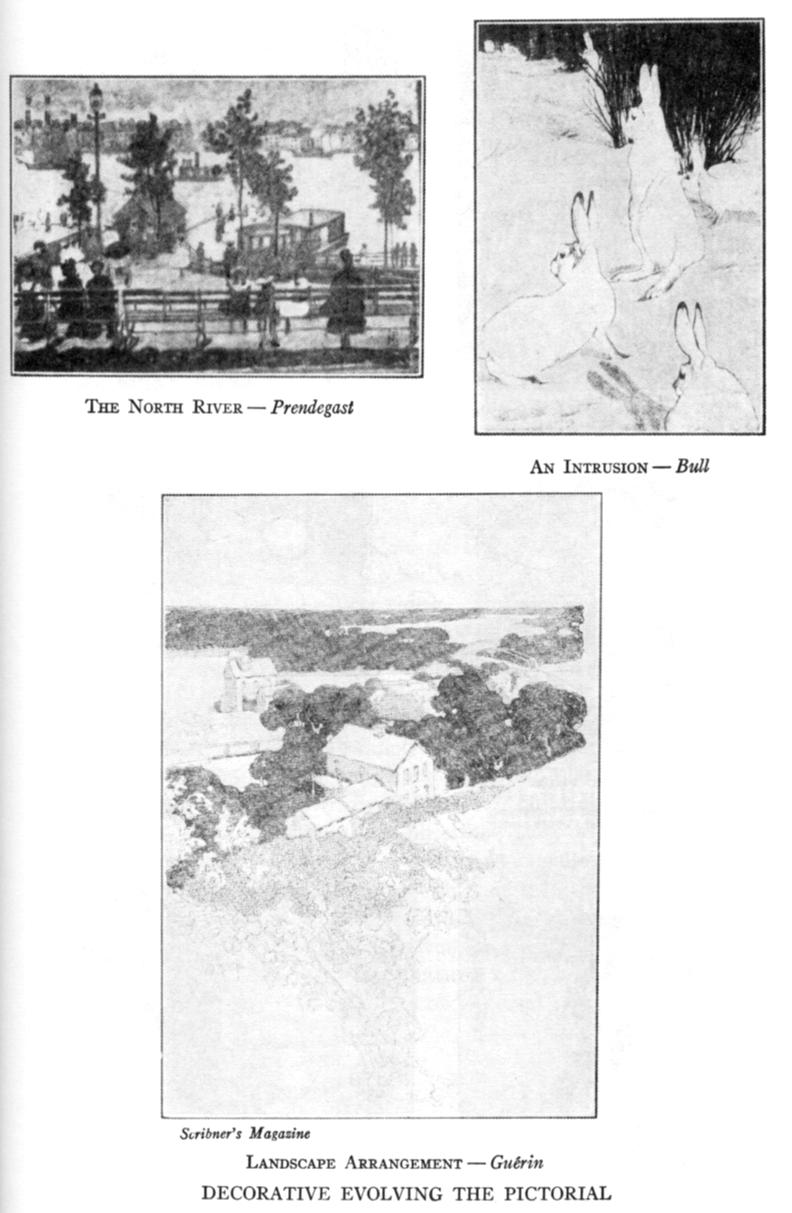 The North River — Prendegast
An Intrusion — Bull
Scribner's Magazine
Landscape Arrangement — Guérin
DECORATIVE EVOLVING THE PICTORIAL